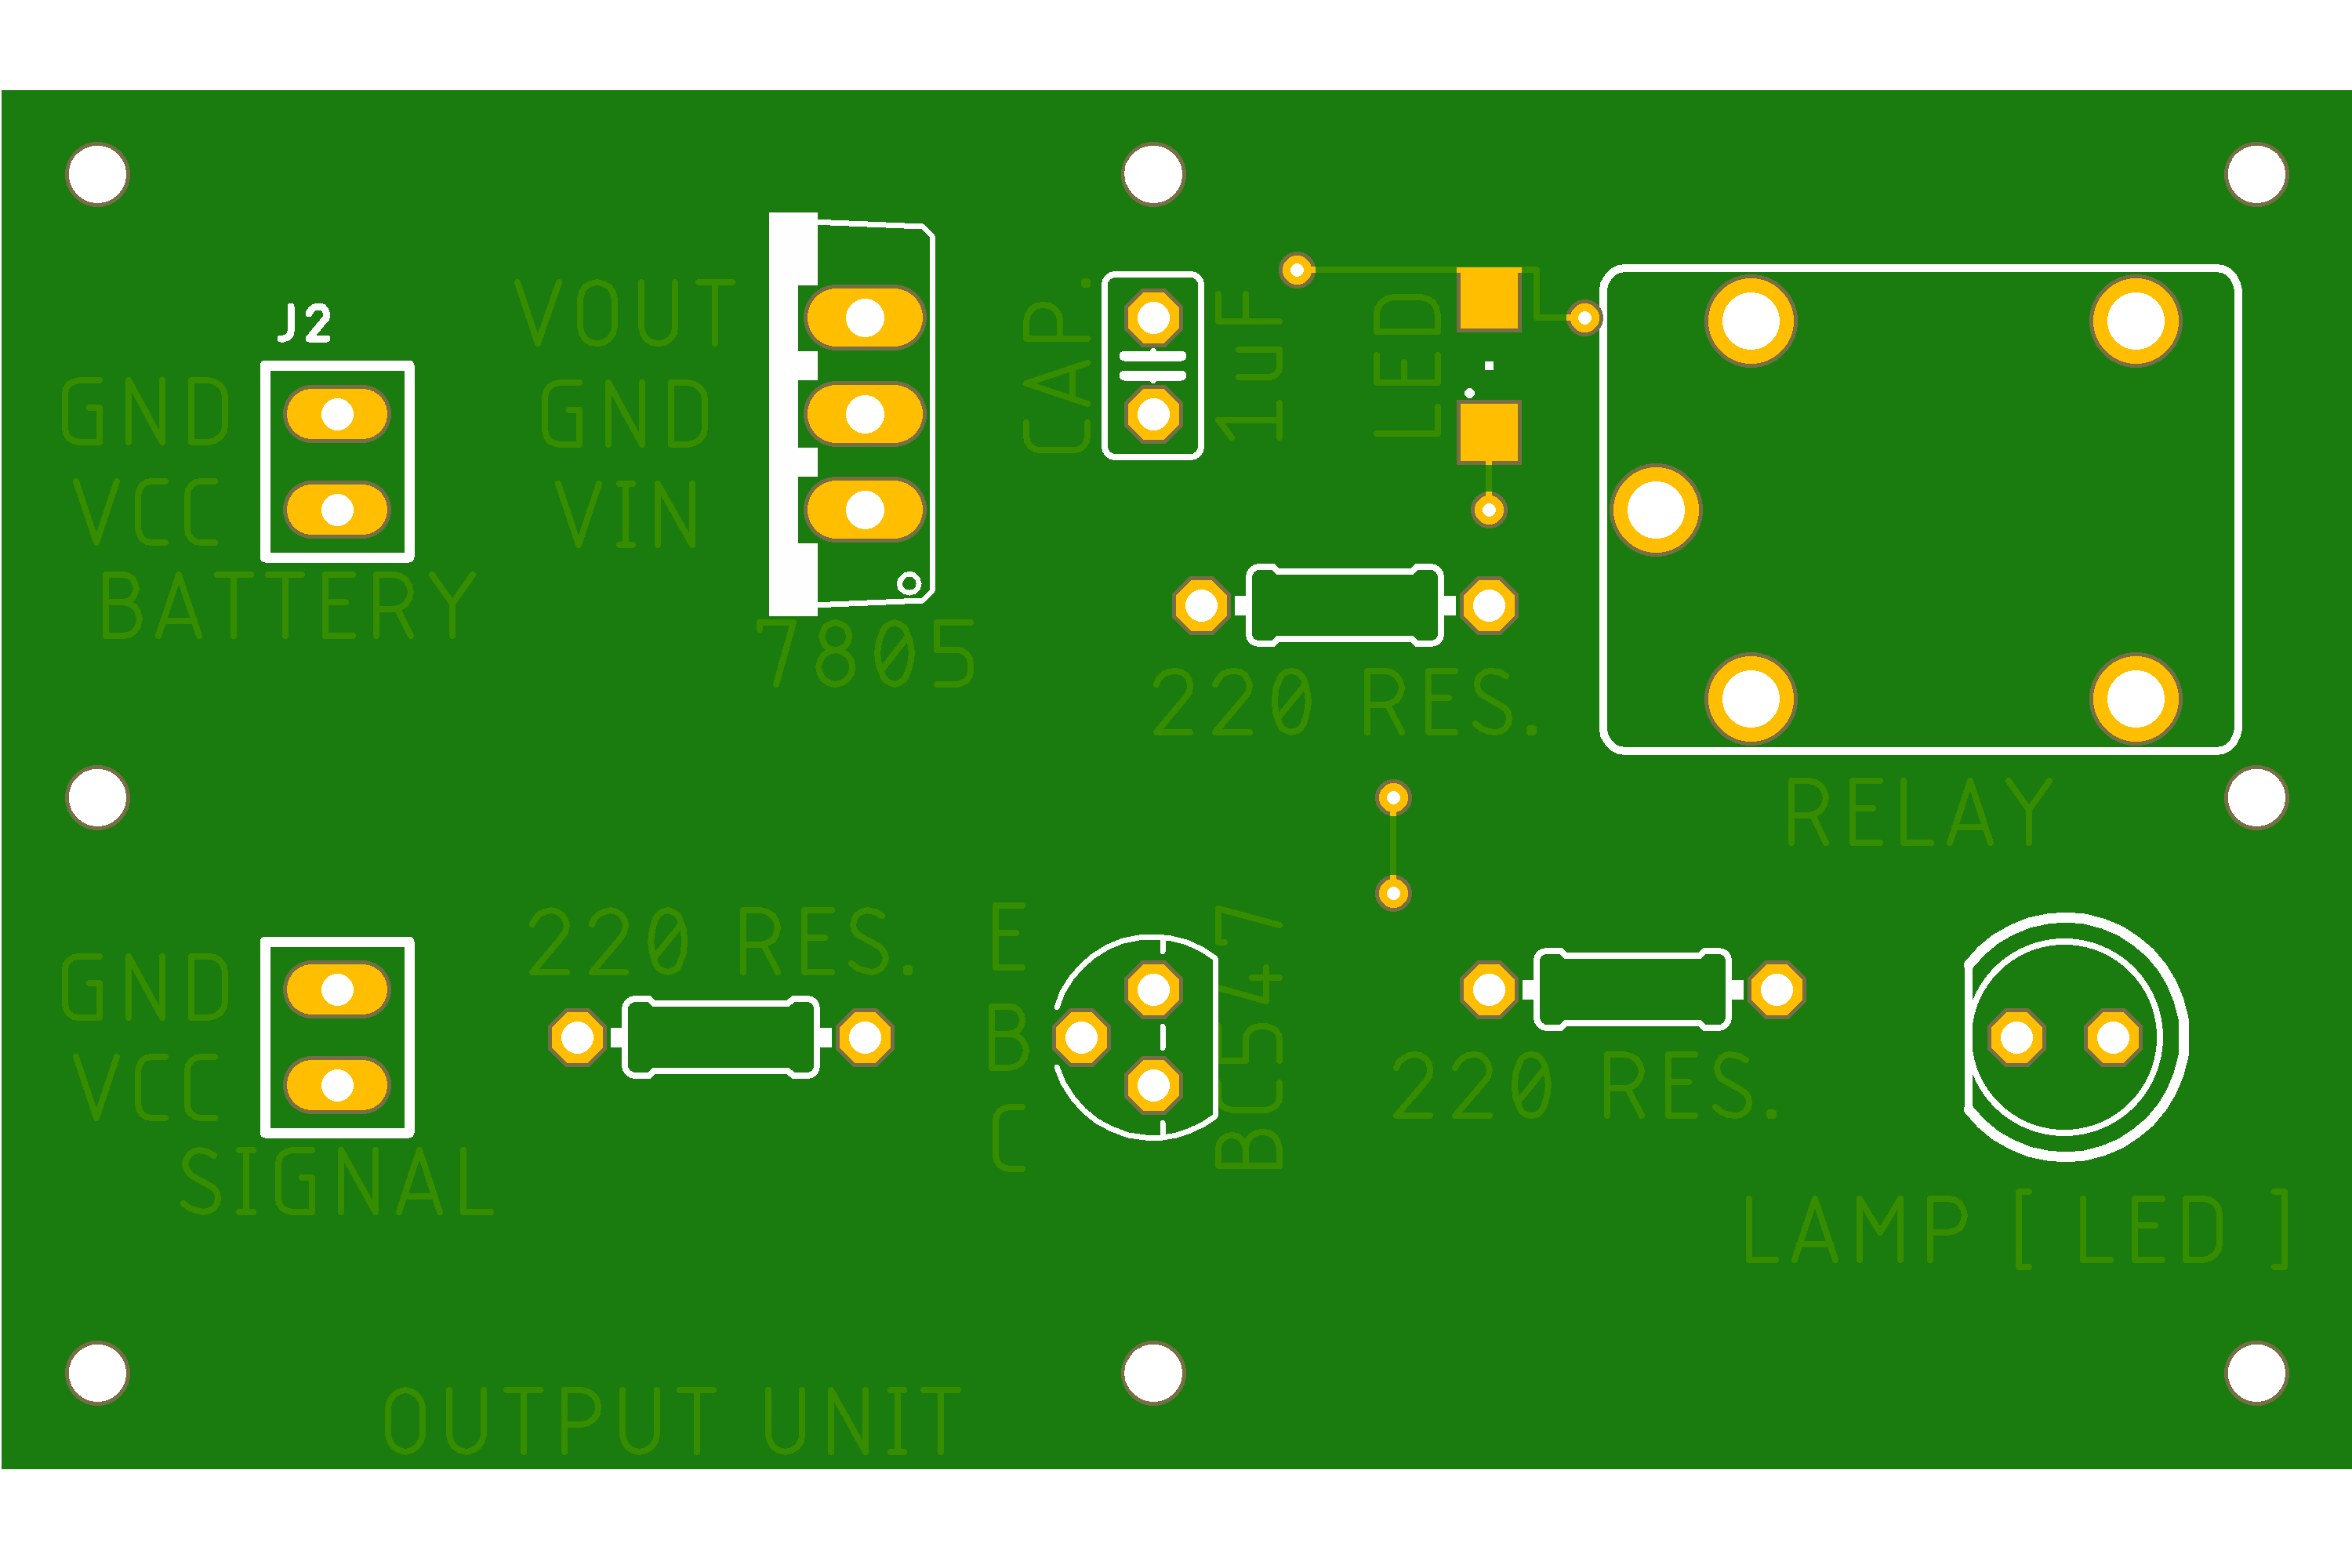 J2
GND
VCC
BATTERY
VOUT
GND
VIN
7805
CAP.
1uF
LED
220 RES.
RELAY
GND
VCC
SIGNAL
220 RES.
E
B
C
BC547
220 RES.
LAMP [ LED ]
OUTPUT UNIT